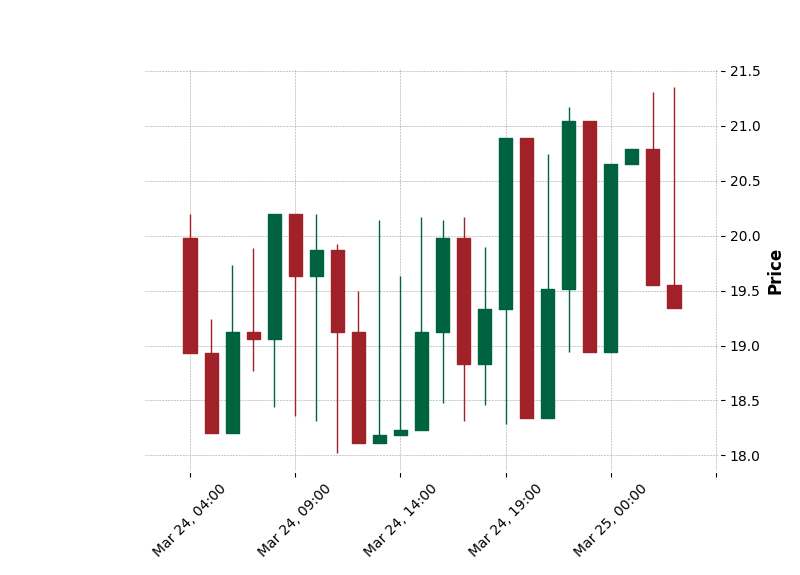 21.5
21.0
20.5
20.0
19.5
19.0
18.5
18.0
Price
Mar 24, 04:00
Mar 24, 09:00
Mar 24, 14:00
Mar 24, 19:00
Mar 25, 00:00